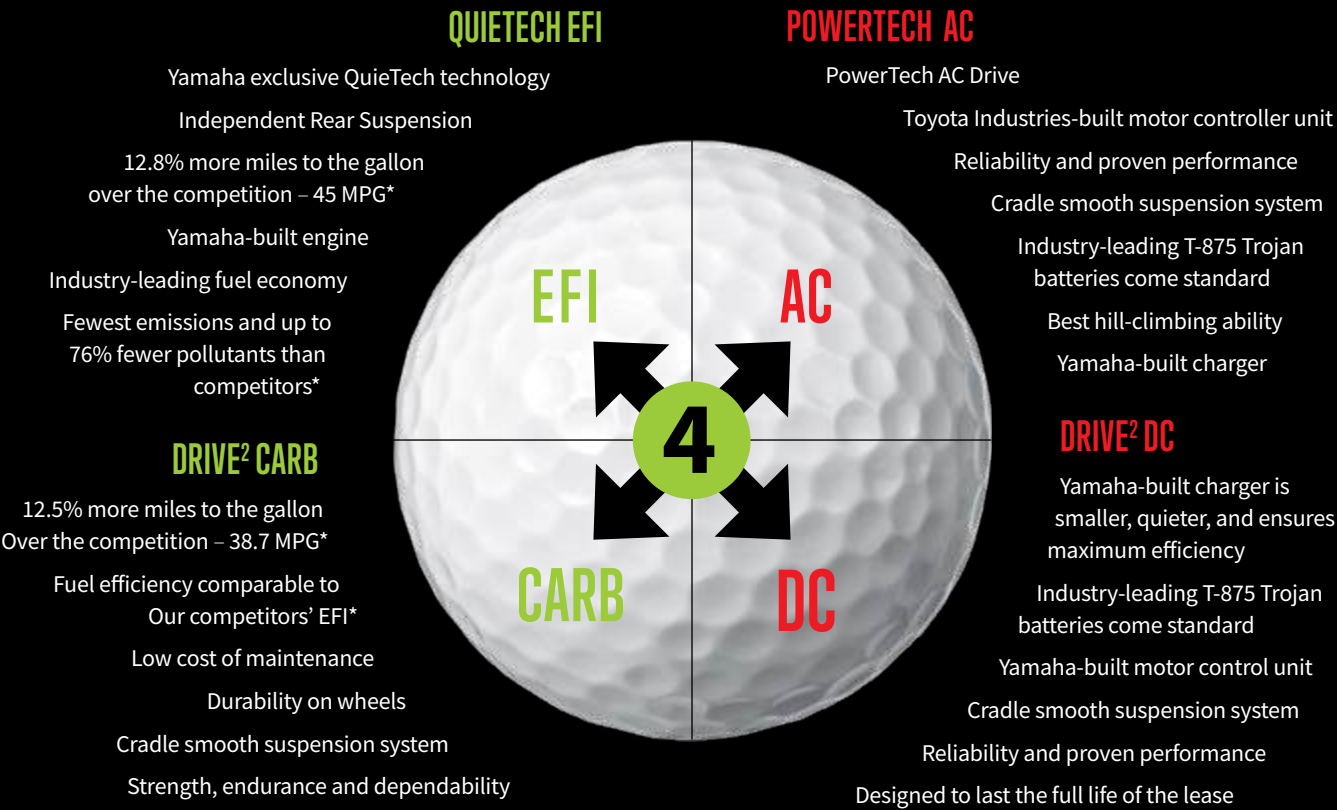 QUIETECH EFI
Yamaha exclusive QuieTech technology
Independent Rear Suspension
12.8% more miles to the gallon
over the competition – 45 MPG*
Yamaha-built engine
Industry-leading fuel economy
Fewest emissions and up to
76% fewer pollutants than
competitors*
POWERTECH AC
PowerTech AC Drive
Toyota Industries-built motor controller unit
Reliability and proven performance
Cradle smooth suspension system
Industry-leading T-875 Trojan
batteries come standard
Best hill-climbing ability
Yamaha-built charger
EFI
AC
4
CARB
DC
DRIVE² CARB
12.5% more miles to the gallon
Over the competition – 38.7 MPG*
Fuel efficiency comparable to
Our competitors’ EFI*
Low cost of maintenance
Durability on wheels
Cradle smooth suspension system
Strength, endurance and dependability
DRIVE² DC
Yamaha-built charger is
smaller, quieter, and ensures
maximum efficiency
Industry-leading T-875 Trojan
batteries come standard
Yamaha-built motor control unit
Cradle smooth suspension system
Reliability and proven performance
Designed to last the full life of the lease